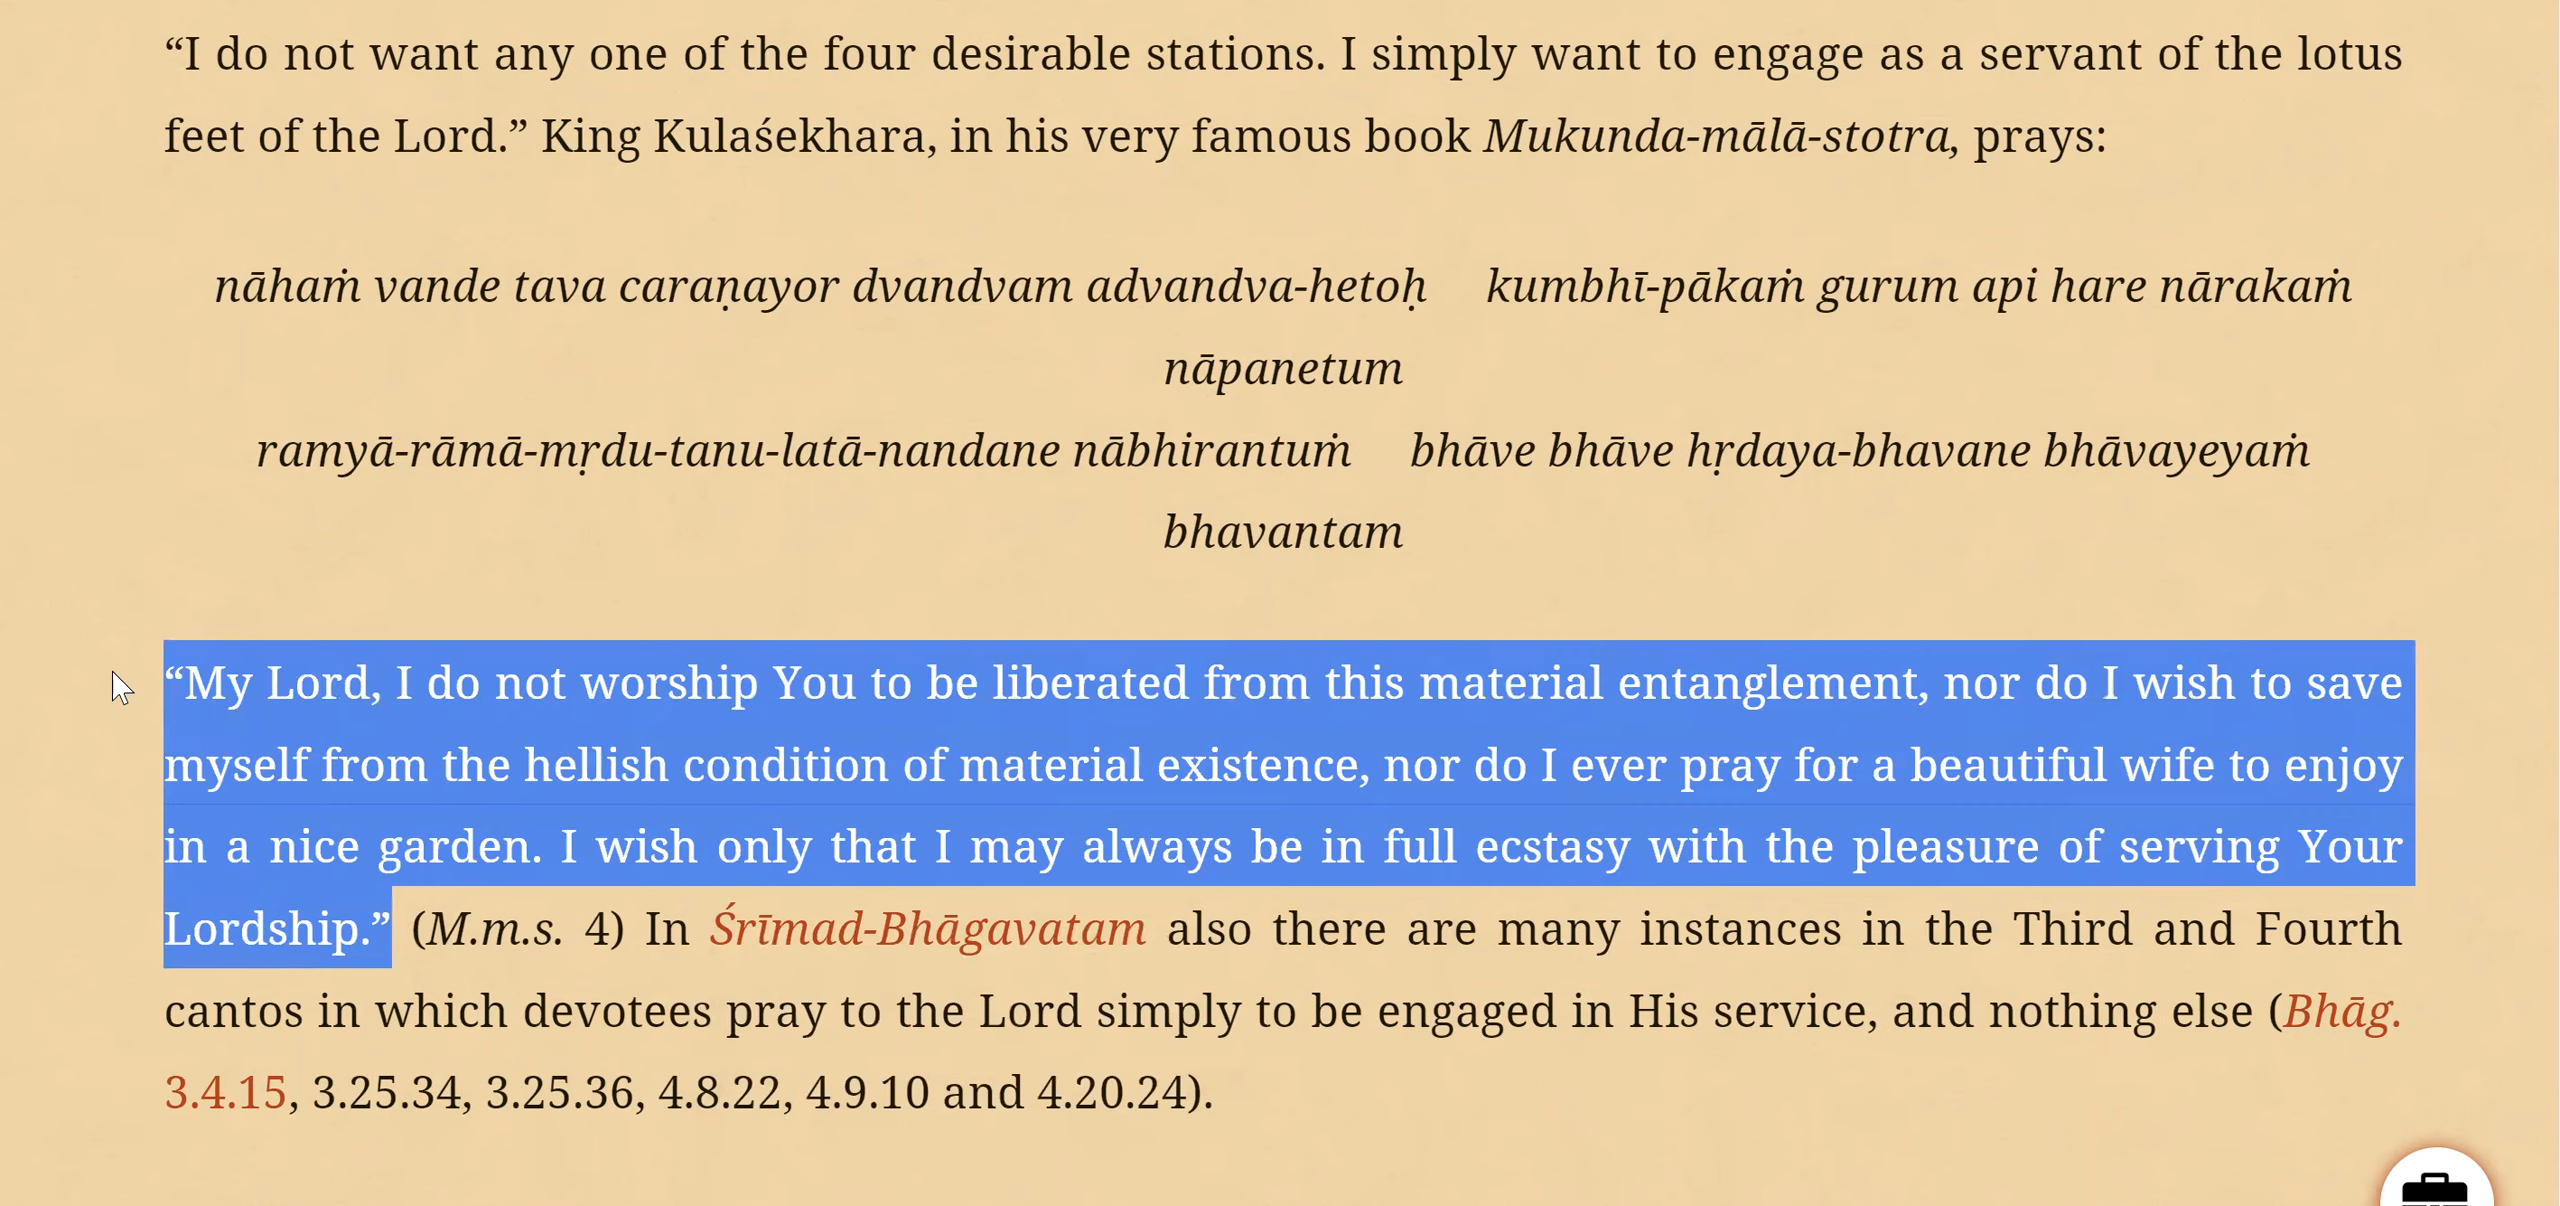 “I do not want any one of the four desirable stations. I simply want to engage as a servant of the lotus
feet of the Lord.” King Kulaśekhara, in his very famous book Mukunda-mālā-stotra, prays:
nāhaṁ vande tava caraṇayor dvandvam advandva-hetoḥ kumbhī-pākaṁ gurum api hare nārakaṁ
nāpanetum
ramyā-rāmā-mṛdu-tanu-latā-nandane nābhirantuṁ bhāve bhāve hṛdaya-bhavane bhāvayeyaṁ
bhavantam
“My Lord, I do not worship You to be liberated from this material entanglement, nor do I wish to save
myself from the hellish condition of material existence, nor do I ever pray for a beautiful wife to enjoy
in a nice garden. I wish only that I may always be in full ecstasy with the pleasure of serving Your
Lordship.” (M.m.s. 4) In Śrīmad-Bhāgavatam also there are many instances in the Third and Fourth
cantos in which devotees pray to the Lord simply to be engaged in His service, and nothing else (Bhāg.
3.4.15, 3.25.34, 3.25.36, 4.8.22, 4.9.10 and 4.20.24).